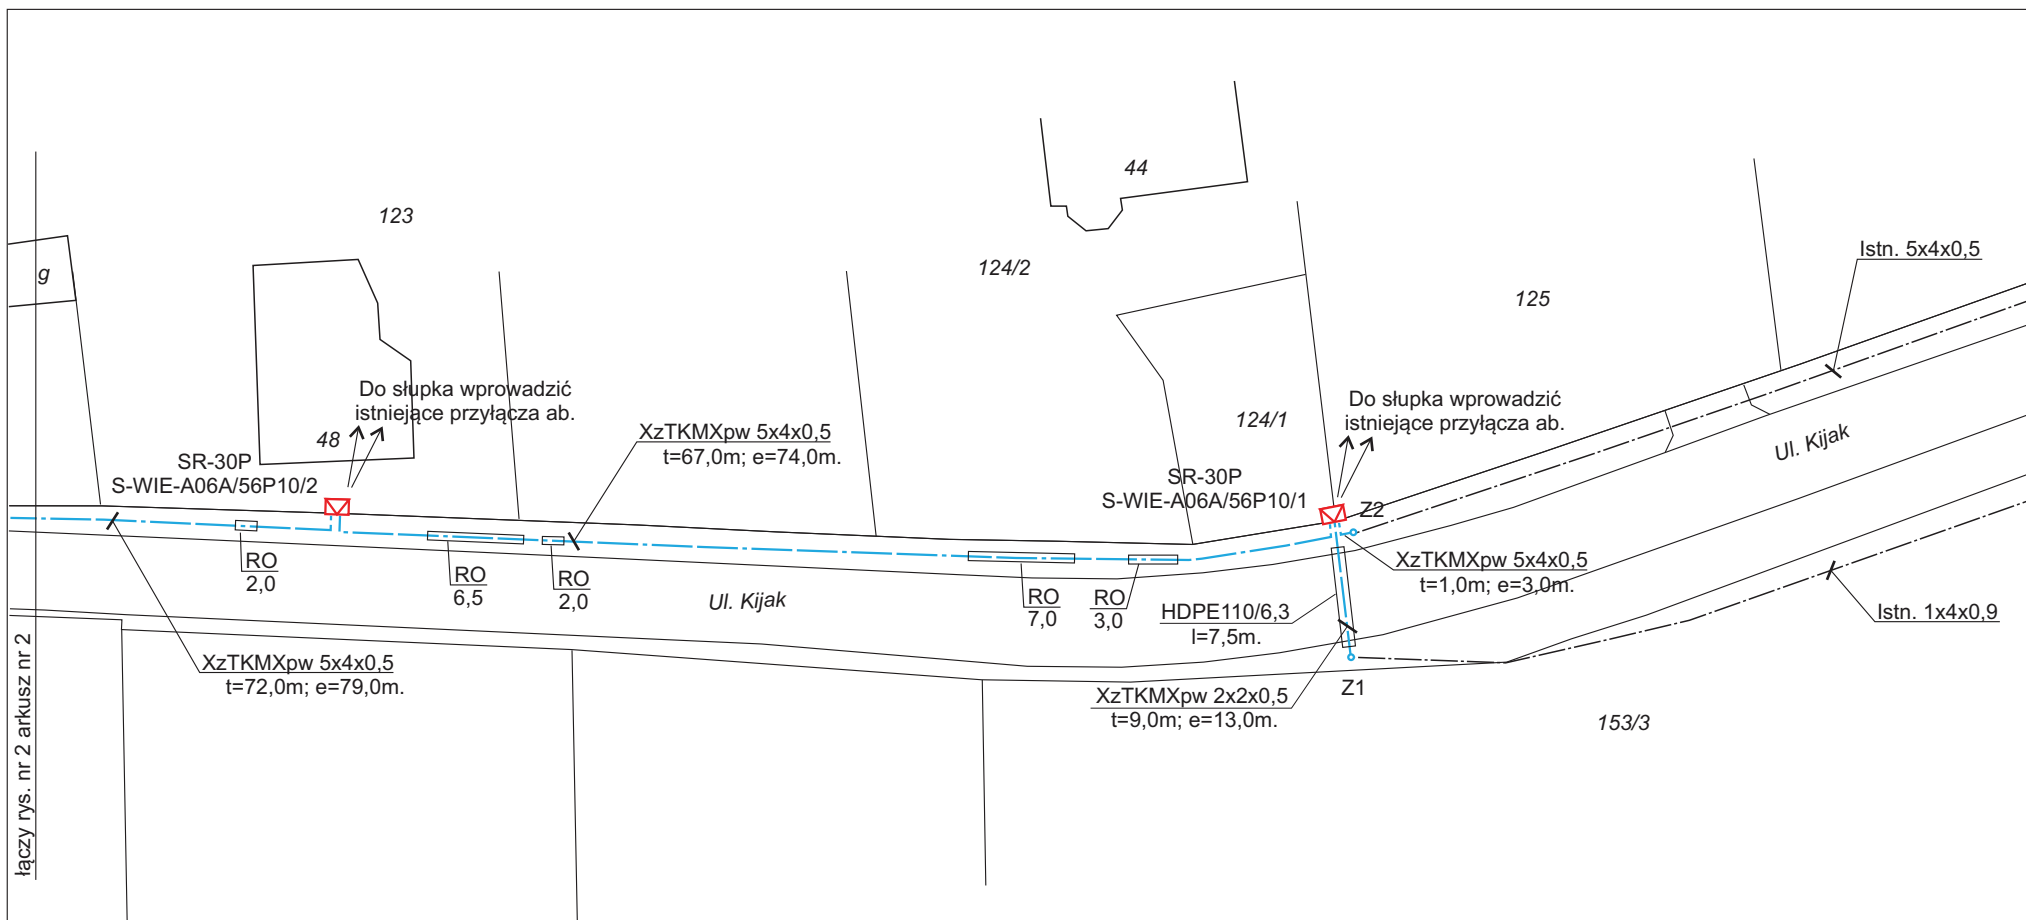 44
123
124/2
g
Istn. 5x4x0,5
125
Do słupka wprowadzić
istniejące przyłącza ab.
48
XzTKMXpw 5x4x0,5
t=67,0m; e=74,0m.
Do słupka wprowadzić
istniejące przyłącza ab.
124/1
Ul. Kijak
SR-30P
S-WIE-A06A/56P10/2
SR-30P
S-WIE-A06A/56P10/1
Z2
RO
2,0
RO
6,5
RO
2,0
Ul. Kijak
RO
7,0
RO
3,0
XzTKMXpw 5x4x0,5
t=1,0m; e=3,0m.
HDPE110/6,3
l=7,5m.
Istn. 1x4x0,9
XzTKMXpw 5x4x0,5
t=72,0m; e=79,0m.
Z1
XzTKMXpw 2x2x0,5
t=9,0m; e=13,0m.
153/3
łączy rys. nr 2 arkusz nr 2